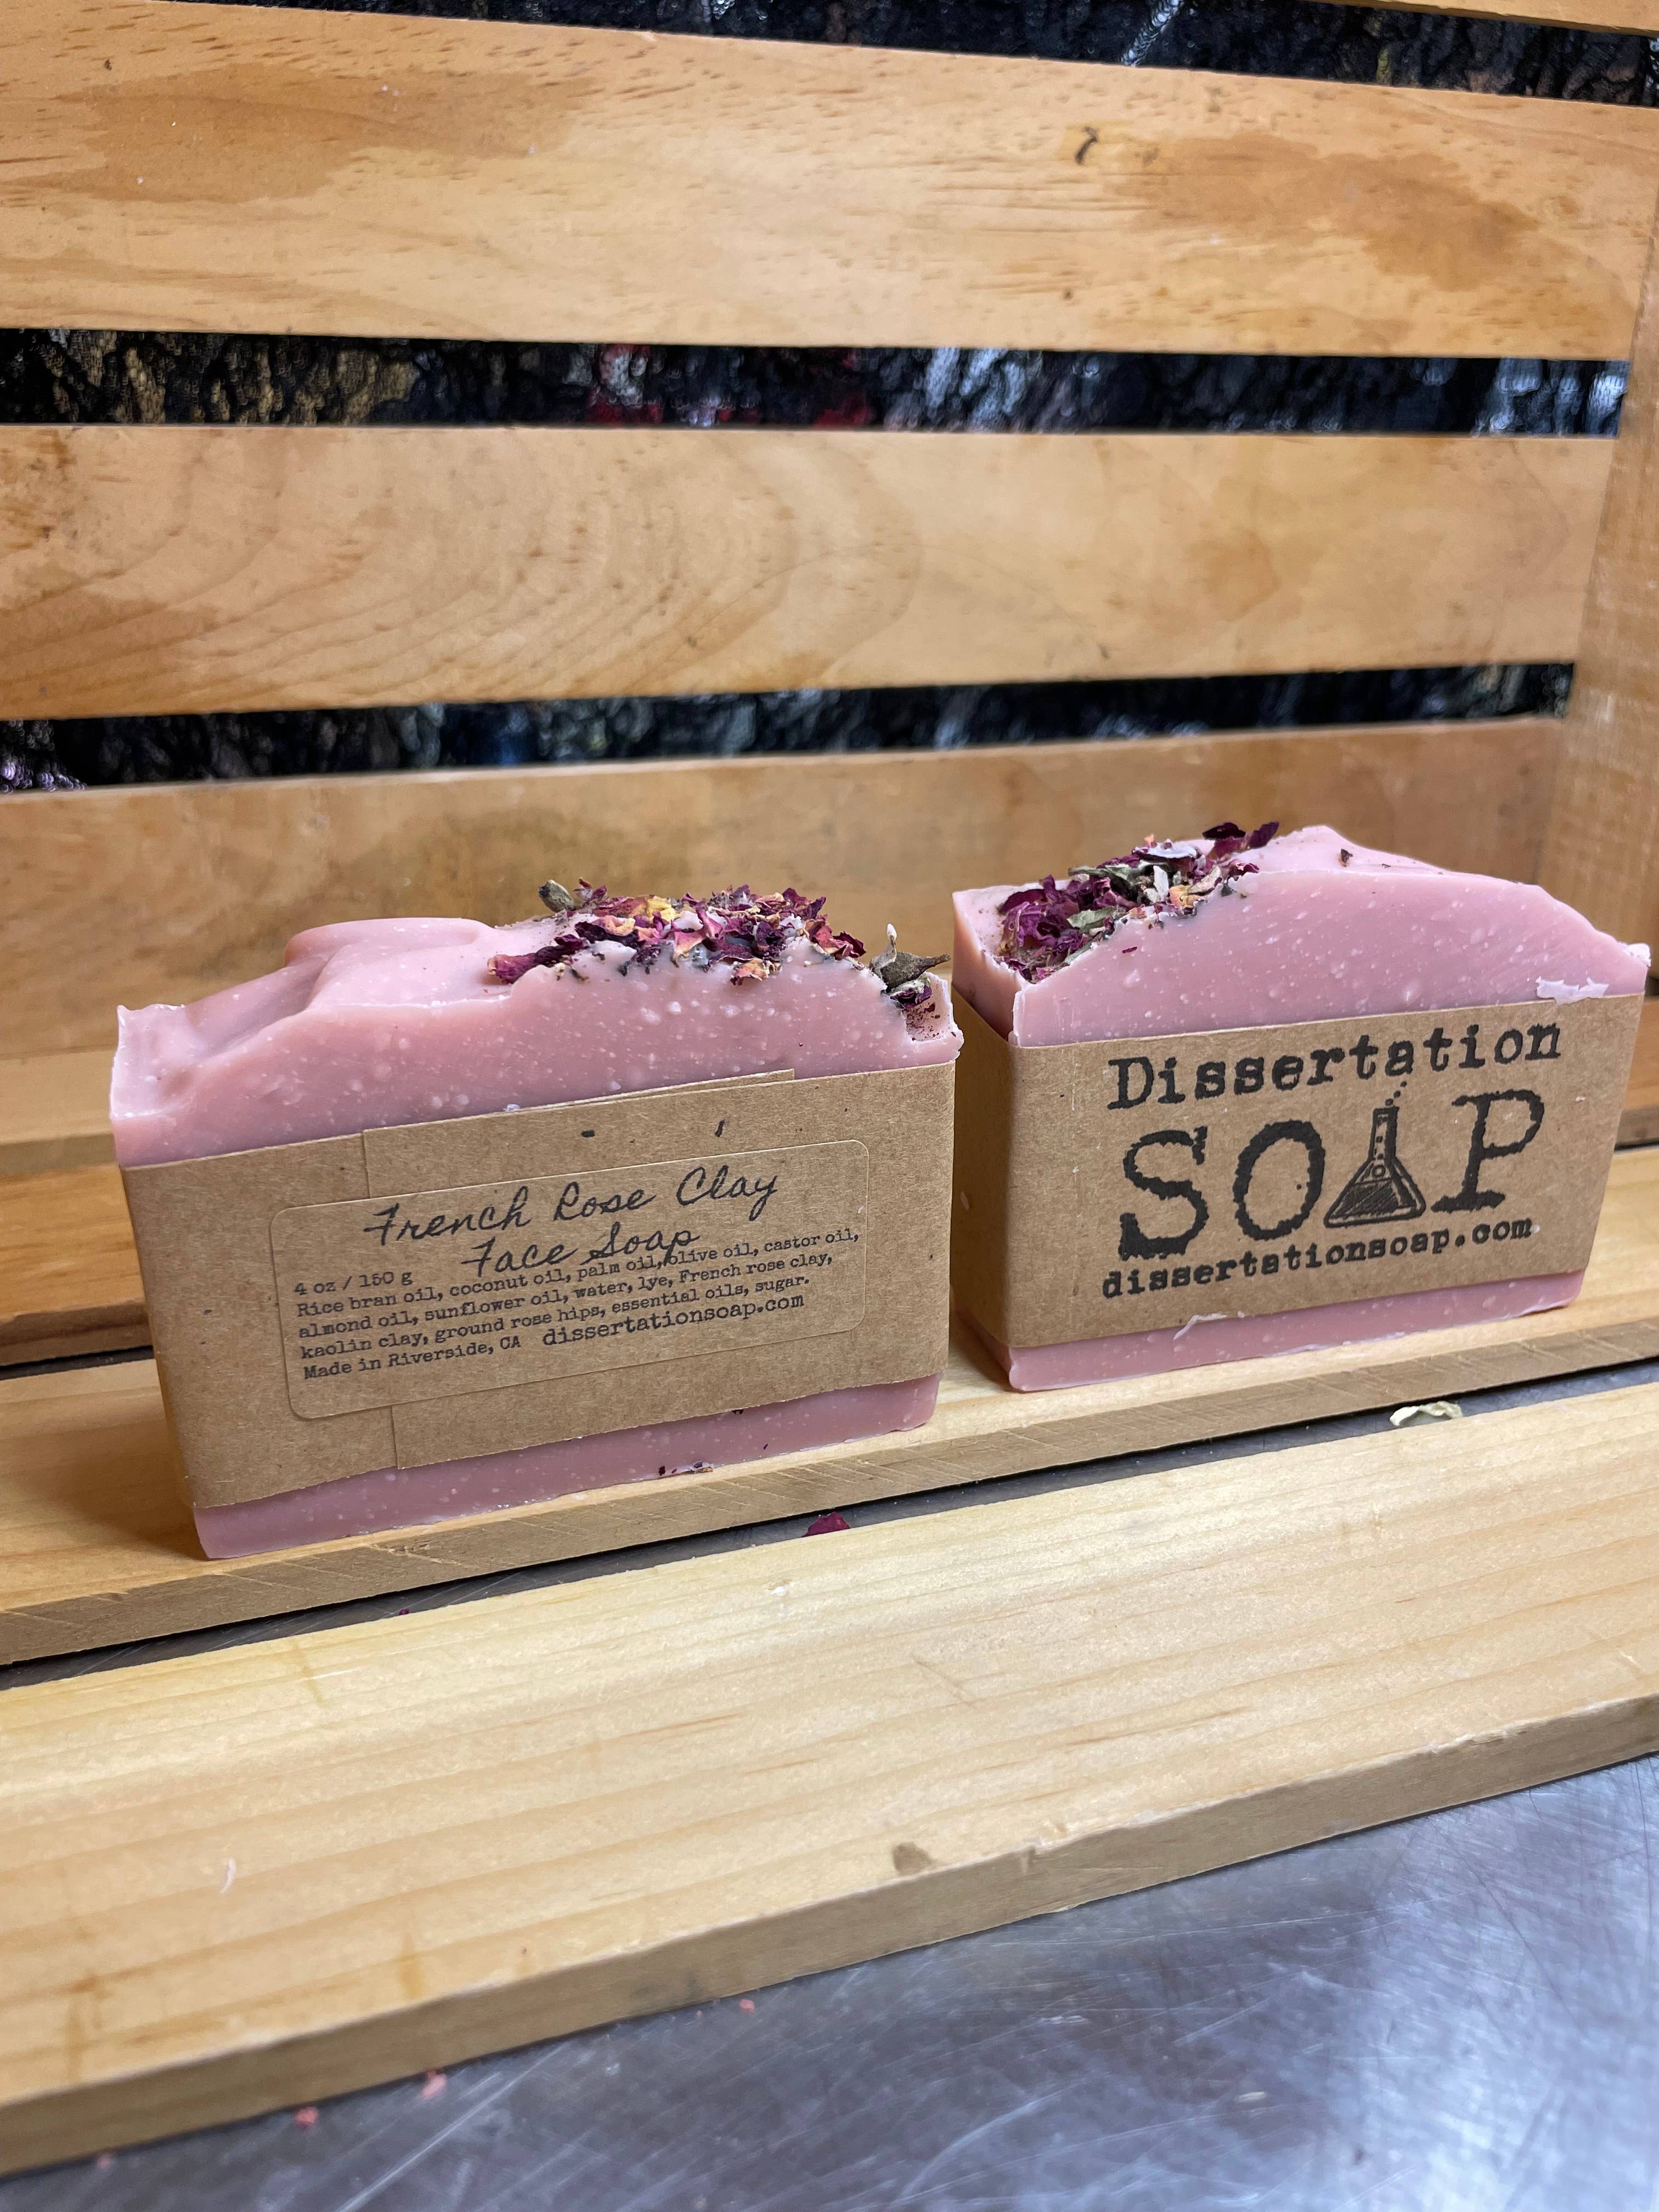 French Rose Clay
Face Soap
4 oz / 150 g
Rice bran oil, coconut oil, palm oil, olive oil, castor oil,
almond oil, sunflower oil, water, lye, French rose clay,
kaolin clay, ground rose hips, essential oils, sugar.
Made in Riverside, CA dissertationsoap.com
Dissertation
SOAP
dissertationsoap.com